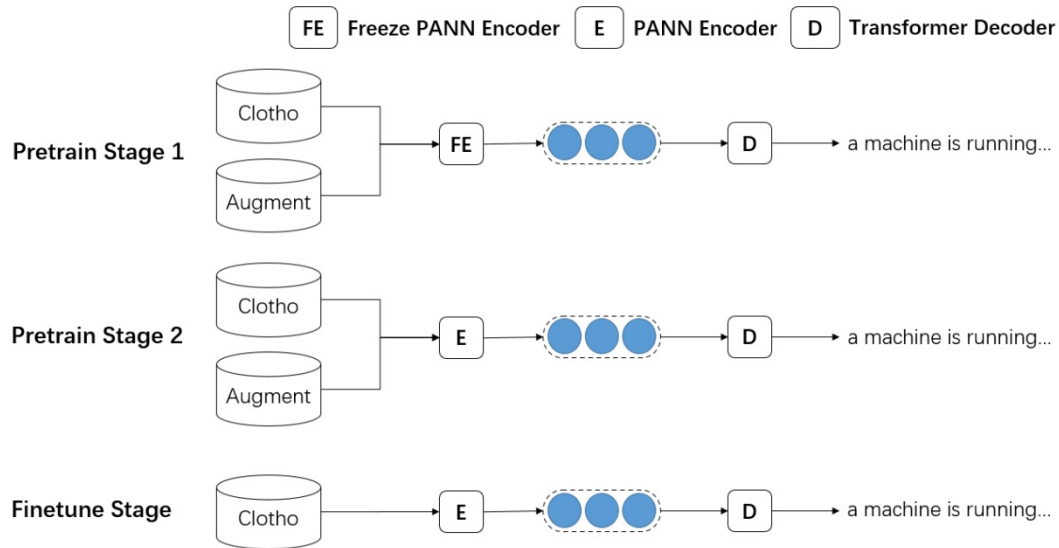 FE Freeze PANN Encoder E PANN Encoder D Transformer Decoder
Clotho
Pretrain Stage 1 FE D a machine is running...
Augment
Clotho
Pretrain Stage 2 E D a machine is running...
Augment
Finetune Stage Clotho E D a machine is running...